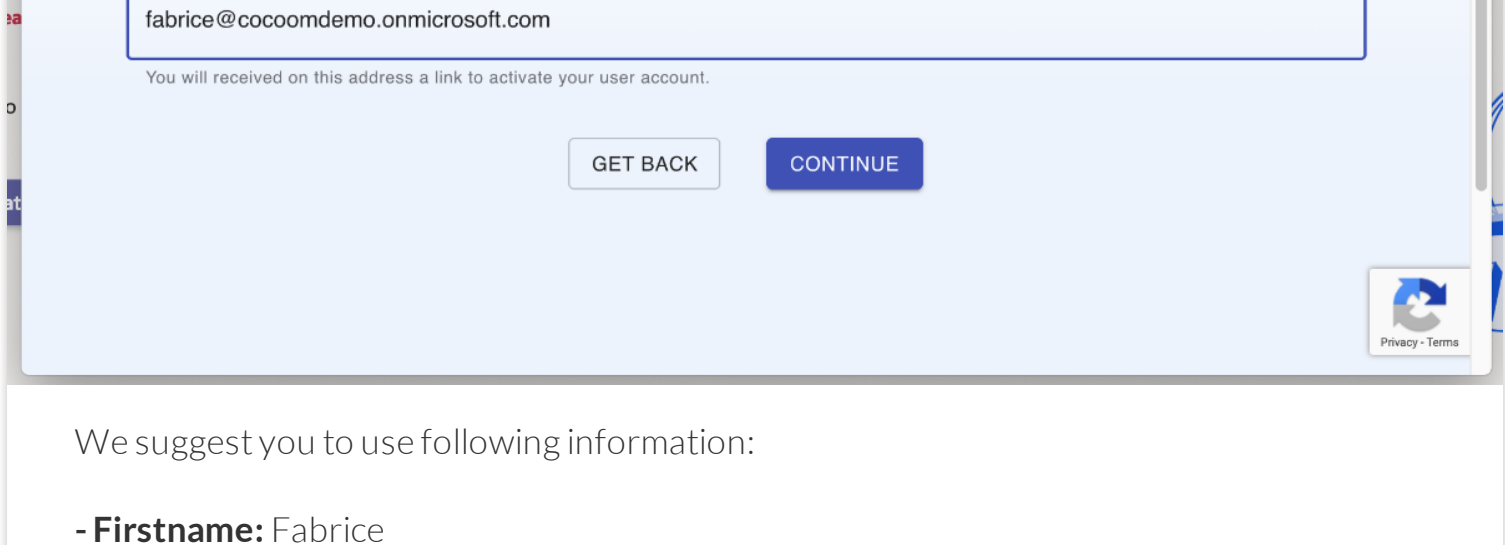 fabrice@cocoomdemo.onmicrosoft.com
You will received on this address a link to activate your user account.
GET BACK
CONTINUE
Privacy - Terms
We suggest you to use following information:
- Firstname: Fabrice